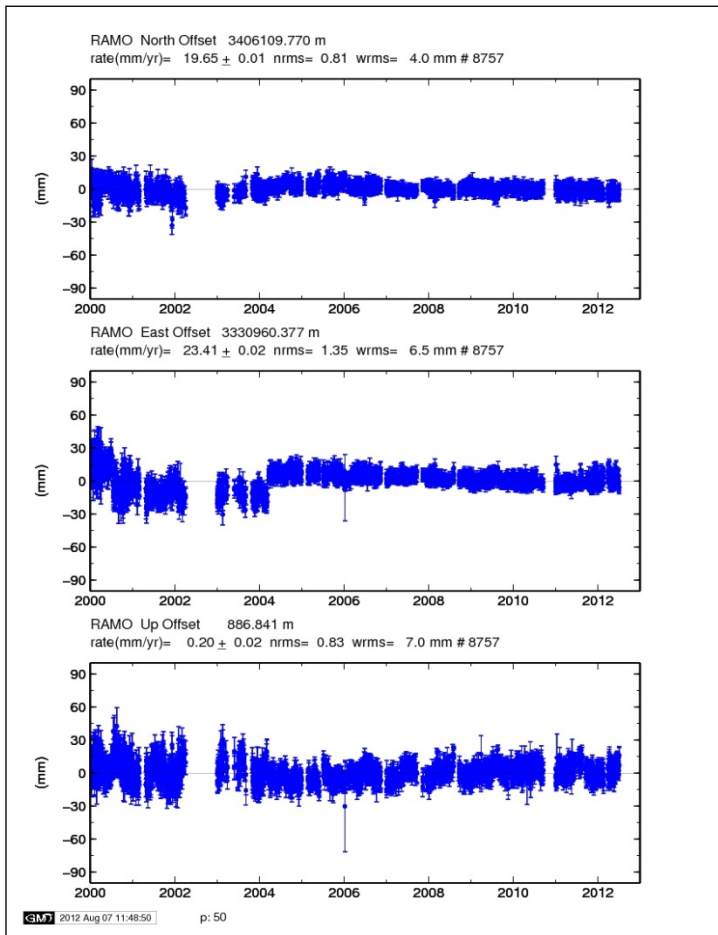 RAMO North Offset 3406109.770 m
rate(mm/yr)= 19.65 ± 0.01 nrms= 0.81 wrms= 4.0 mm # 8757
90
60
30
0
−30
−60
−90
(mm)
2000 2002 2004 2006 2008 2010 2012
RAMO East Offset 3330960.377 m
rate(mm/yr)= 23.41 ± 0.02 nrms= 1.35 wrms= 6.5 mm # 8757
90
60
30
0
−30
−60
−90
(mm)
2000 2002 2004 2006 2008 2010 2012
RAMO Up Offset 886.841 m
rate(mm/yr)= 0.20 ± 0.02 nrms= 0.83 wrms= 7.0 mm # 8757
90
60
30
0
−30
−60
−90
(mm)
2000 2002 2004 2006 2008 2010 2012
GMT 2012 Aug 07 11:48:50 p: 50